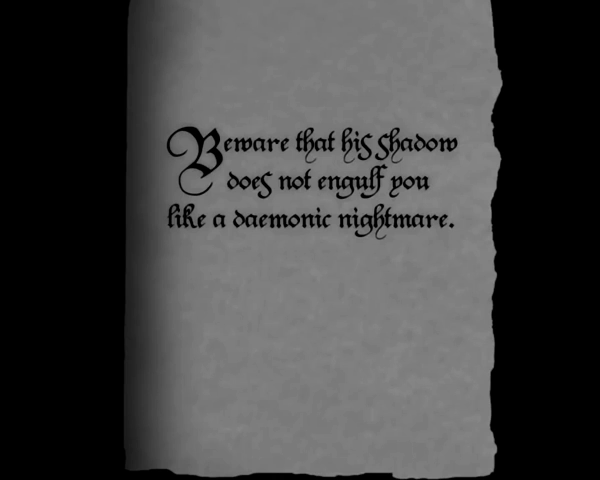 Beware that his shadow
does not engulf you
like a daemonic nightmare.